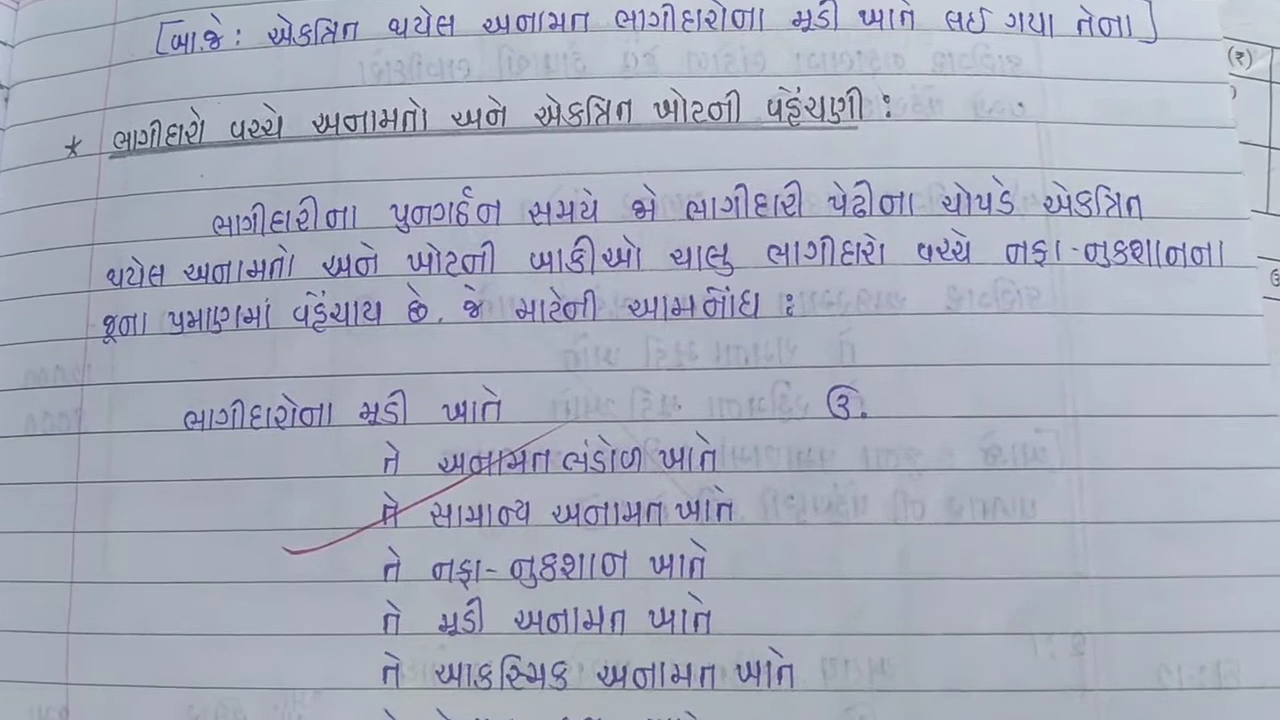 [બા.જે : એકત્રિત થયેલ અનામત ભાગીદારોના મૂડી ખાતે લઈ ગયા તેના]
(૨)
* ભાગીદારો વચ્ચે અનામતો અને એકત્રિત ખોટની વહેંચણી :
ભાગીદારીના પુનર્ગઠન સમયે જો ભાગીદારી પેઢીના ચોપડે એકત્રિત
થયેલ અનામતો અને ખોટની બાકીઓ ચાલુ ભાગીદારો વચ્ચે નફા-નુકશાનના
જૂના પ્રમાણમાં વહેંચાય છે. જે માટેની આમનોંધ :
ભાગીદારોના મૂડી ખાતે ઉ.
તે અનામત ભંડોળ ખાતે
તે સામાન્ય અનામત ખાતે
તે નફા-નુકશાન ખાતે
તે મૂડી અનામત ખાતે
તે આકસ્મિક અનામત ખાતે